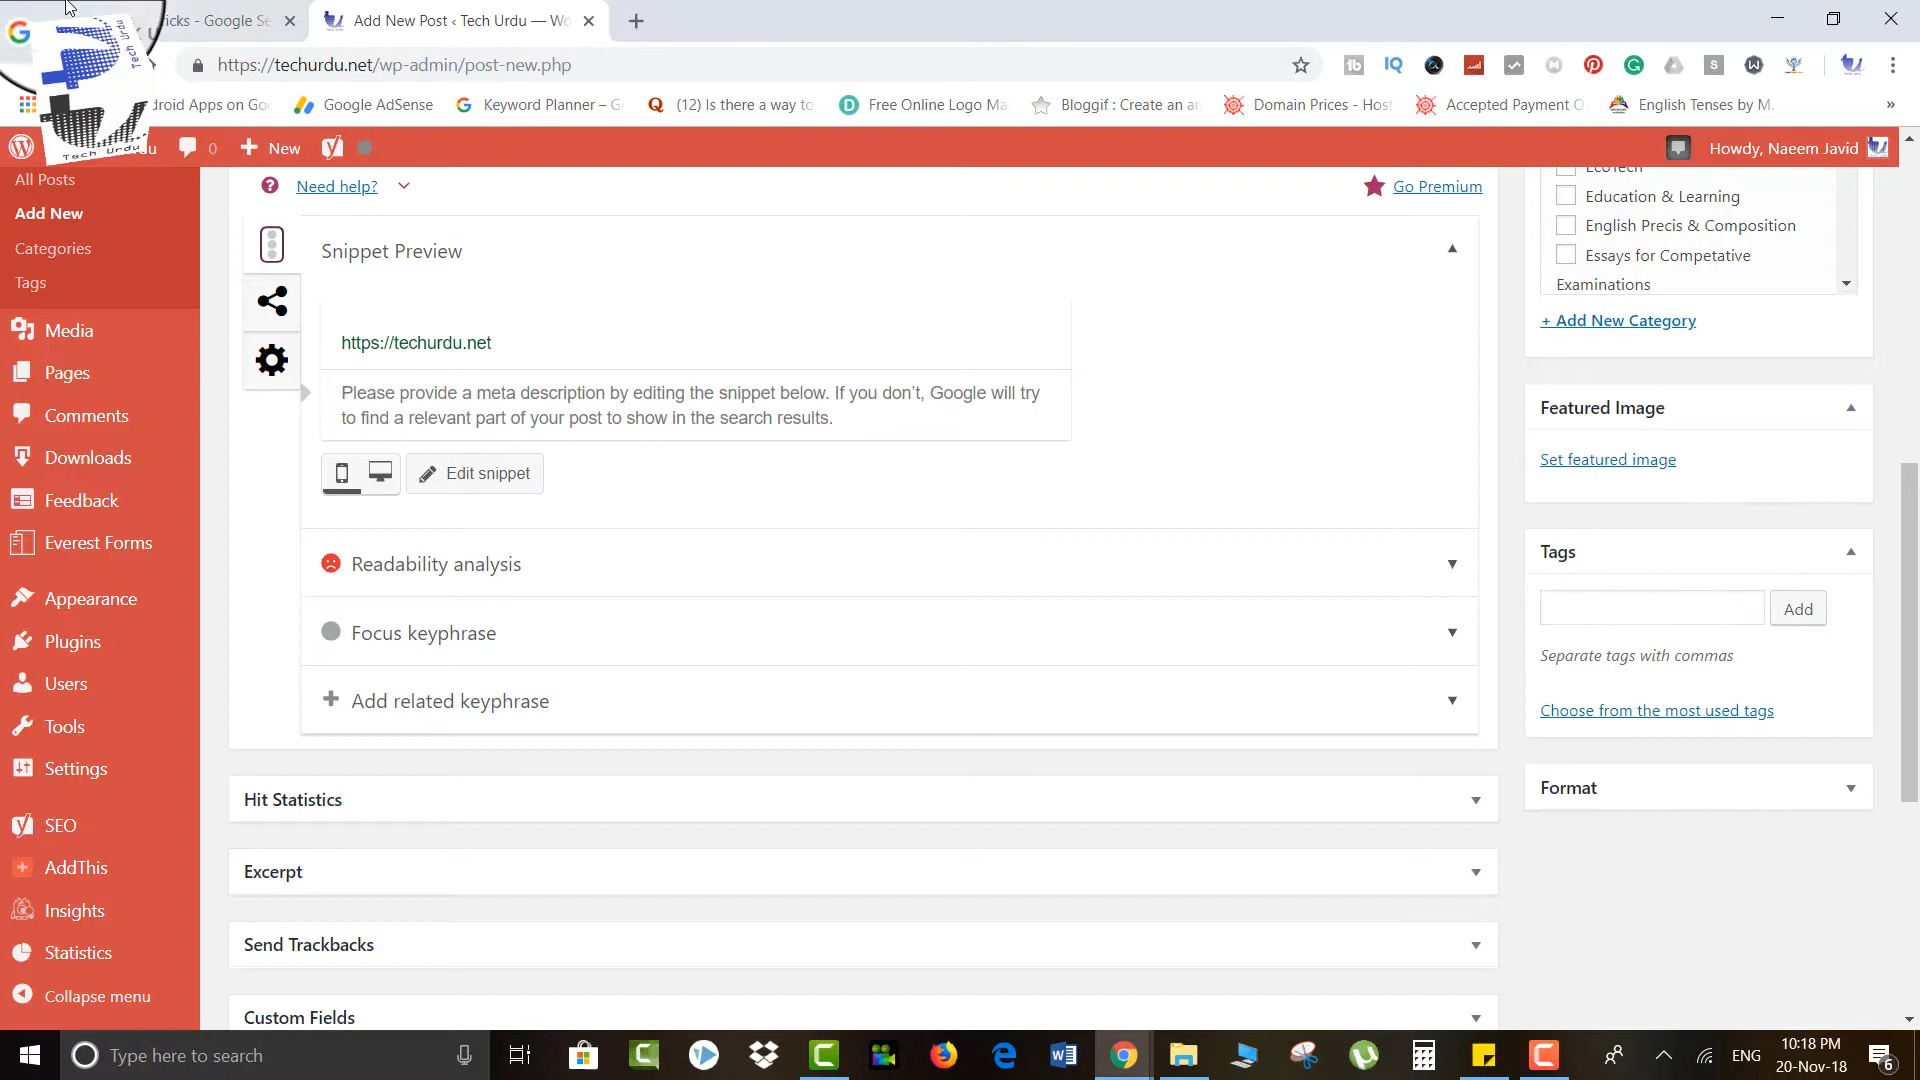 icks - Google Se
Add New Post ‹ Tech Urdu — Wo
https://techurdu.net/wp-admin/post-new.php
droid Apps on Go
Google AdSense
Keyword Planner – G
(12) Is there a way to
Free Online Logo Ma
Bloggif : Create an an
Domain Prices - Host
Accepted Payment O
English Tenses by M.
Tech Urdu
Tech Urdu
0
New
Howdy, Naeem Javid
All Posts
Add New
Categories
Tags
Media
Pages
Comments
Downloads
Feedback
Everest Forms
Appearance
Plugins
Users
Tools
Settings
SEO
AddThis
Insights
Statistics
Collapse menu
Need help?
Go Premium
Snippet Preview
https://techurdu.net
Please provide a meta description by editing the snippet below. If you don't, Google will try
to find a relevant part of your post to show in the search results.
Edit snippet
Readability analysis
Focus keyphrase
Add related keyphrase
Hit Statistics
Excerpt
Send Trackbacks
Custom Fields
EcoTech
Education & Learning
English Precis & Composition
Essays for Competative
Examinations
+ Add New Category
Featured Image
Set featured image
Tags
Add
Separate tags with commas
Choose from the most used tags
Format
Type here to search
ENG
10:18 PM
20-Nov-18
6